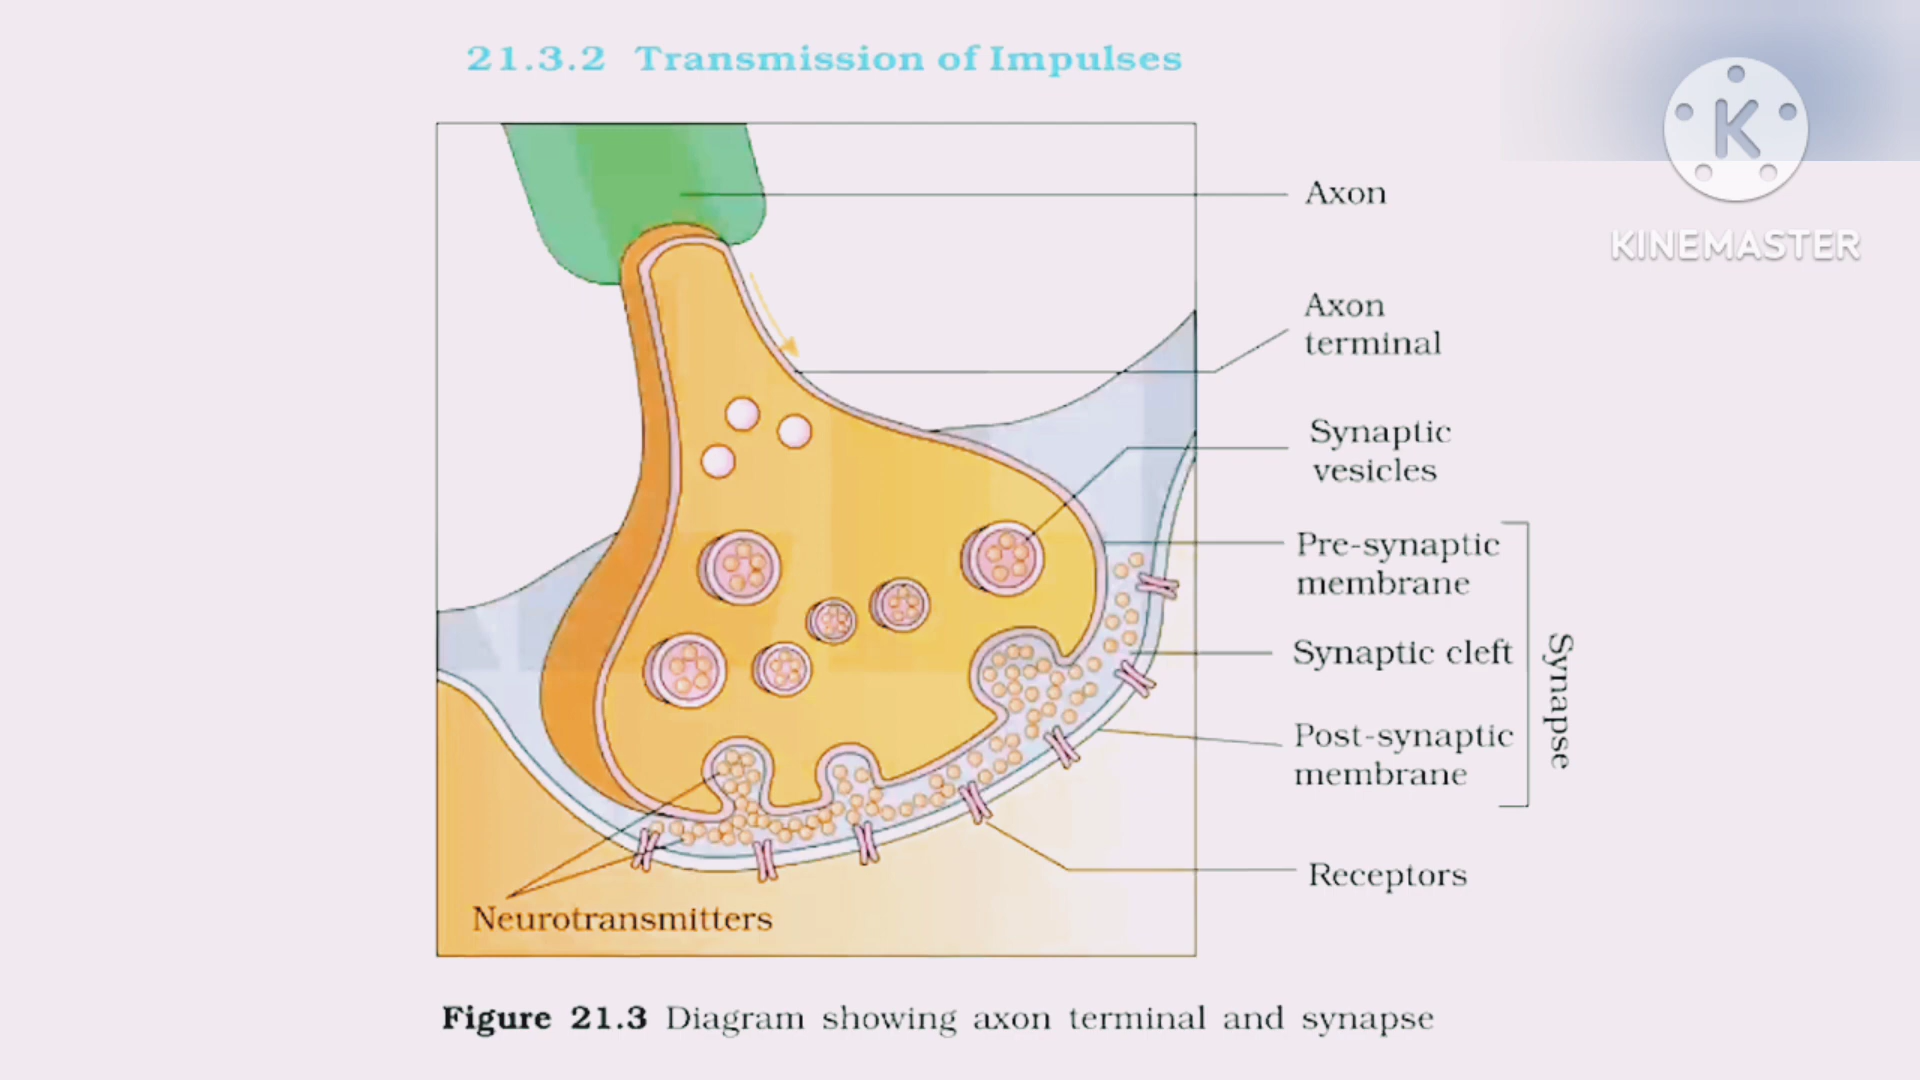 21.3.2 Transmission of Impulses
K
KINEMASTER
Axon
Axon
terminal
Synaptic
vesicles
Pre-synaptic
membrane
Synaptic cleft
Post-synaptic
membrane
Synapse
Receptors
Neurotransmitters
Figure 21.3 Diagram showing axon terminal and synapse